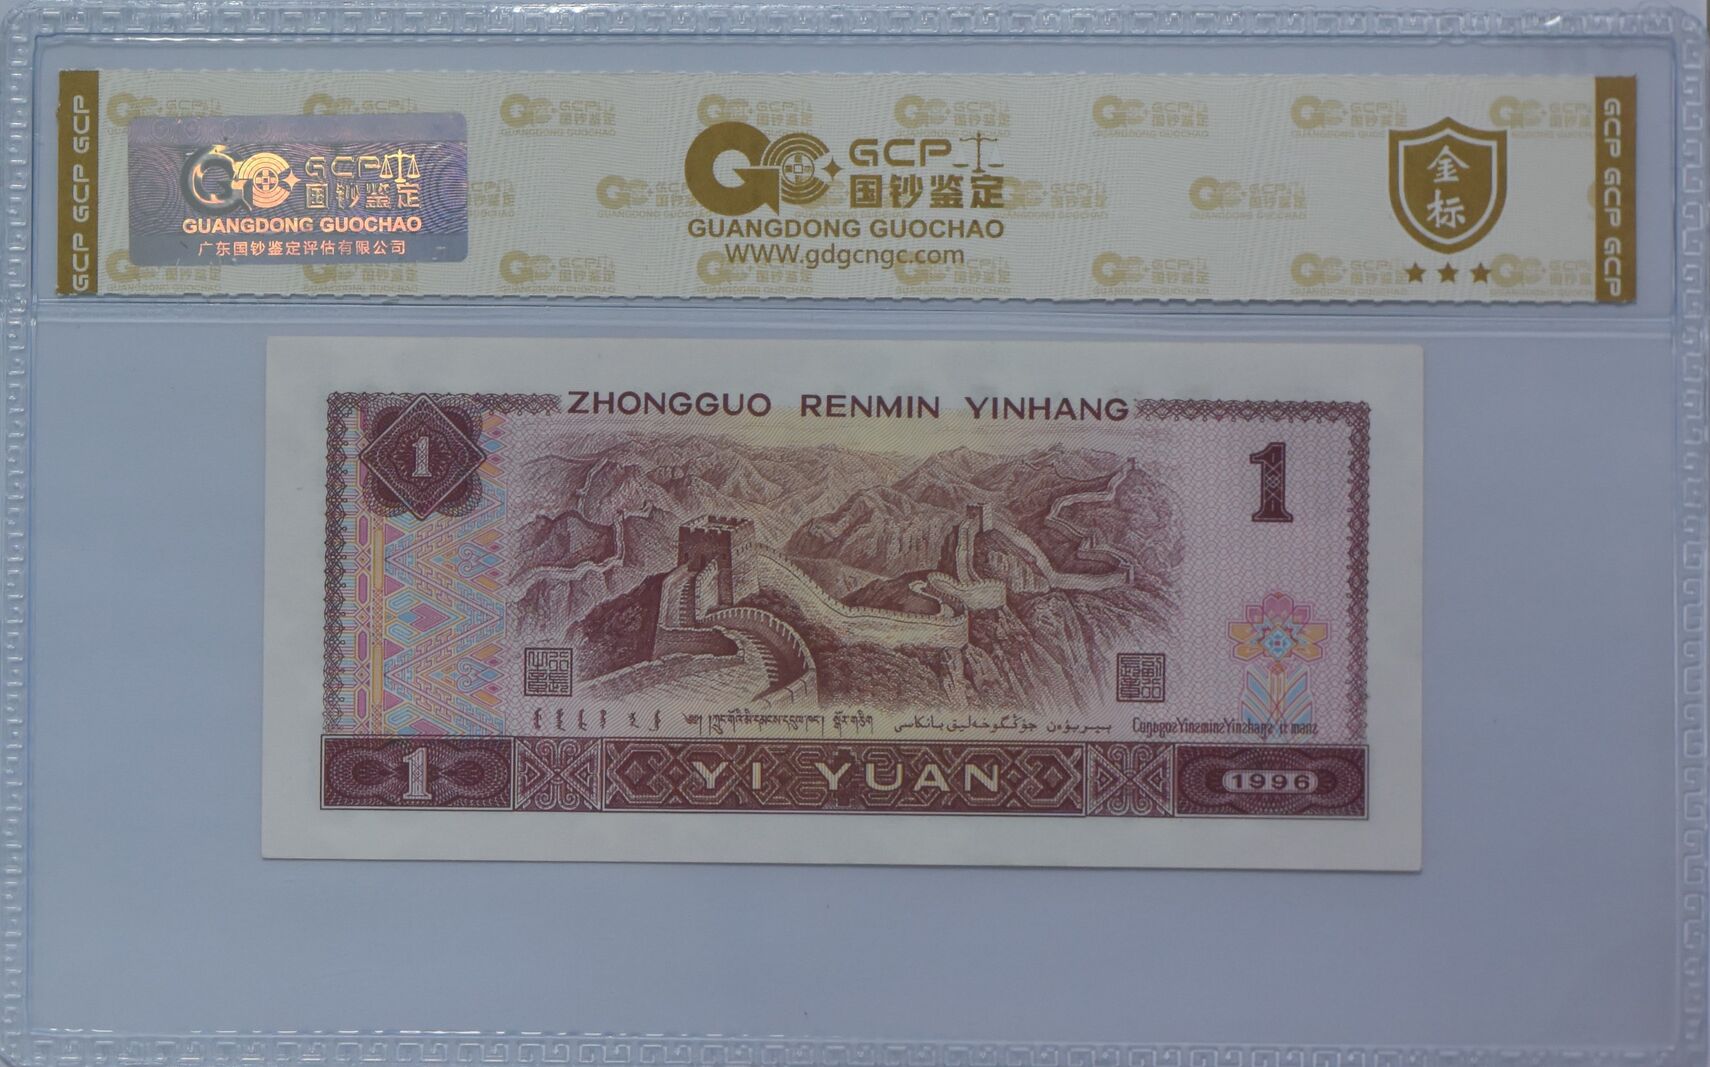 GCP GCP GCP
GCP
国钞鉴定
GUANGDONG GUOCHAO
广东国钞鉴定评估有限公司
GCP
国钞鉴定
GUANGDONG GUOCHAO
WWW.gdgcngc.com
金
标
GCP GCP GCP
ZHONGGUO RENMIN YINHANG
1
1
1
YI YUAN
1996